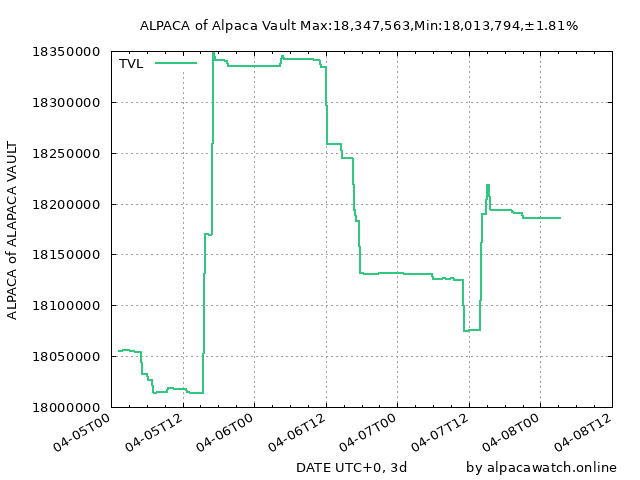 ALPACA of Alpaca Vault Max:18,347,563,Min:18,013,794,±1.81%
TVL
ALPACA of ALAPACA VAULT
18350000
18300000
18250000
18200000
18150000
18100000
18050000
18000000
04-05T00 04-05T12 04-06T00 04-06T12 04-07T00 04-07T12 04-08T00 04-08T12
DATE UTC+0, 3d by alpacawatch.online